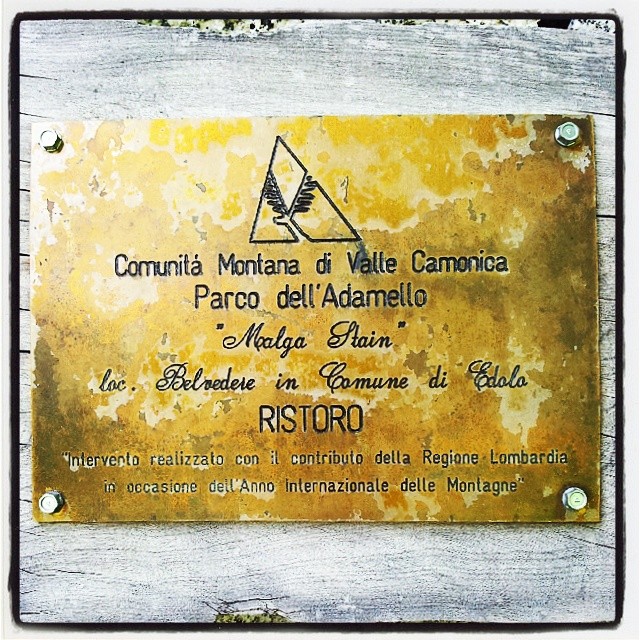 Comunitá Montana di Valle Camonica
Parco dell'Adamello
"Malga Stain"
loc. Belvedere in Comune di Edolo
RISTORO
"Intervento realizzato con il contributo della Regione Lombardia
in occasione dell'Anno Internazionale delle Montagne"